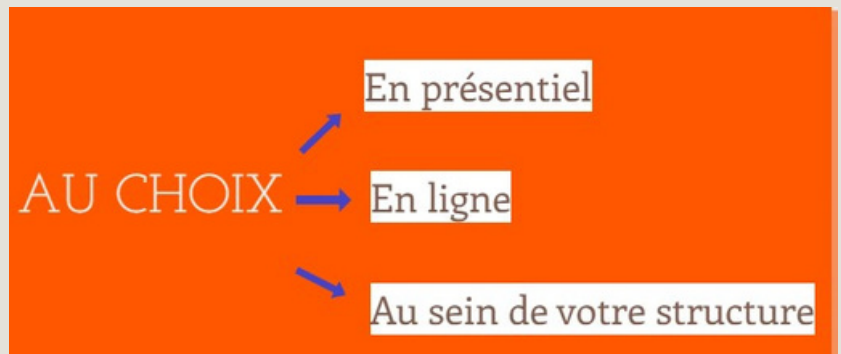 En présentiel
AU CHOIX
En ligne
Au sein de votre structure